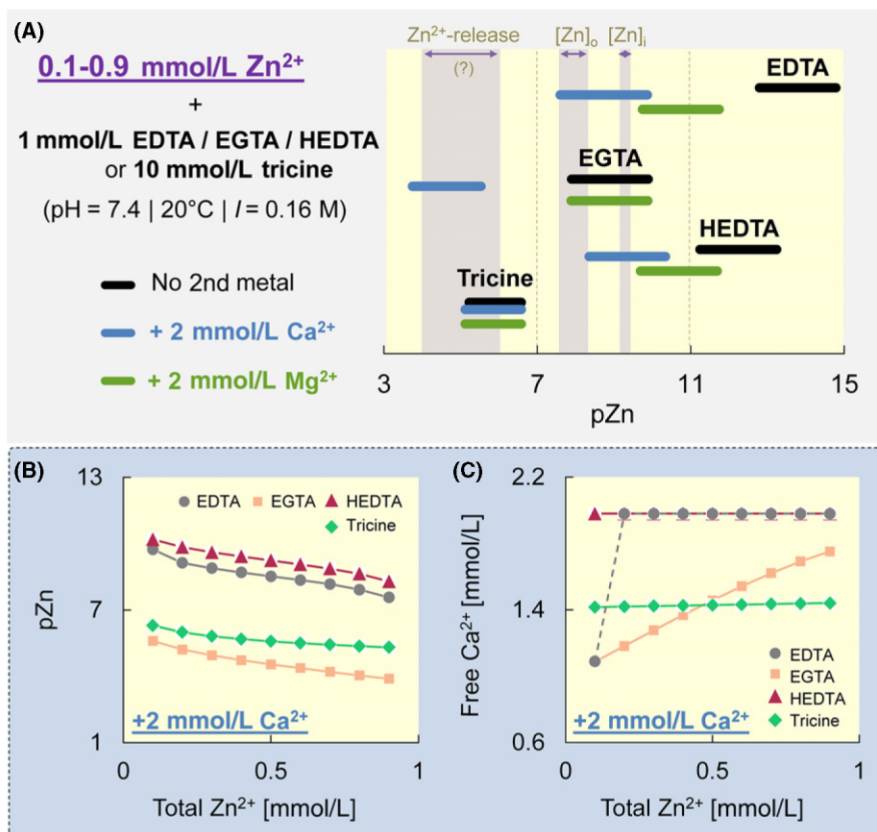 (A)
0.1-0.9 mmol/L Zn²⁺
+
1 mmol/L EDTA / EGTA / HEDTA
or 10 mmol/L tricine
(pH = 7.4 | 20°C | I = 0.16 M)
No 2nd metal
+ 2 mmol/L Ca²⁺
+ 2 mmol/L Mg²⁺
Zn²⁺-release
(?)
[Zn]ₒ
[Zn]ᵢ
EDTA
EGTA
HEDTA
Tricine
3 7 11 15
pZn
(B)
13
7
1
pZn
EDTA EGTA HEDTA
Tricine
+2 mmol/L Ca²⁺
0 0.5 1
Total Zn²⁺ [mmol/L]
(C)
2.2
1.4
0.6
Free Ca²⁺ [mmol/L]
EDTA
EGTA
HEDTA
Tricine
+2 mmol/L Ca²⁺
0 0.5 1
Total Zn²⁺ [mmol/L]